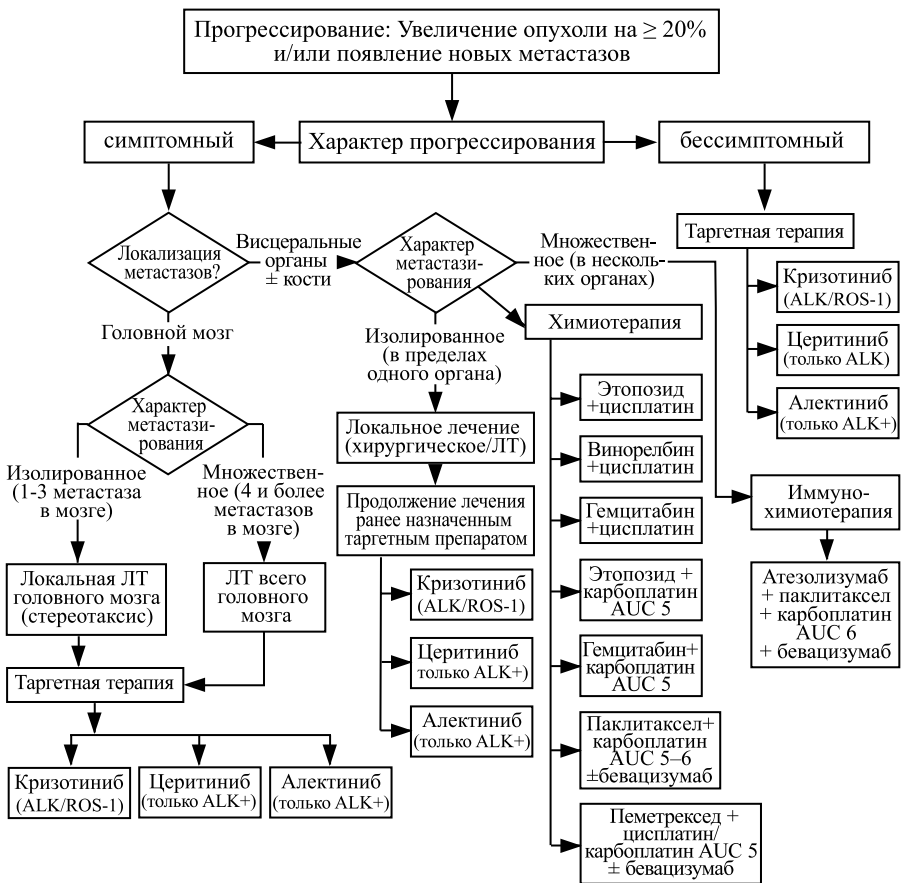 Прогрессирование: Увеличение опухоли на ≥ 20%
и/или появление новых метастазов
симптомный
Характер прогрессирования
бессимптомный
Локализация
метастазов?
Висцеральные
органы
± кости
Характер
метастази-
рования
Множествен-
ное (в несколь-
ких органах)
Таргетная терапия
Кризотиниб
(ALK/ROS-1)
Церитиниб
(только ALK)
Алектиниб
(только ALK+)
Головной мозг
Изолированное
(в пределах
одного органа)
Химиотерапия
Характер
метастази-
рования
Изолированное
(1-3 метастаза
в мозге)
Множествен-
ное (4 и более
метастазов
в мозге)
Локальное лечение
(хирургическое/ЛТ)
Продолжение лечения
ранее назначенным
таргетным препаратом
Этопозид
+цисплатин
Винорелбин
+цисплатин
Гемцитабин
+цисплатин
Этопозид +
карбоплатин
AUC 5
Гемцитабин+
карбоплатин
AUC 5
Паклитаксел+
карбоплатин
AUC 5–6
±бевацизумаб
Пеметрексед +
цисплатин/
карбоплатин AUC 5
± бевацизумаб
Иммуно-
химиотерапия
Атезолизумаб
+ паклитаксел
+ карбоплатин
AUC 6
+ бевацизумаб
Локальная ЛТ
головного мозга
(стереотаксис)
ЛТ всего
головного
мозга
Кризотиниб
(ALK/ROS-1)
Церитиниб
только ALK+)
Алектиниб
(только ALK+)
Таргетная терапия
Кризотиниб
(ALK/ROS-1)
Церитиниб
(только ALK+)
Алектиниб
(только ALK+)